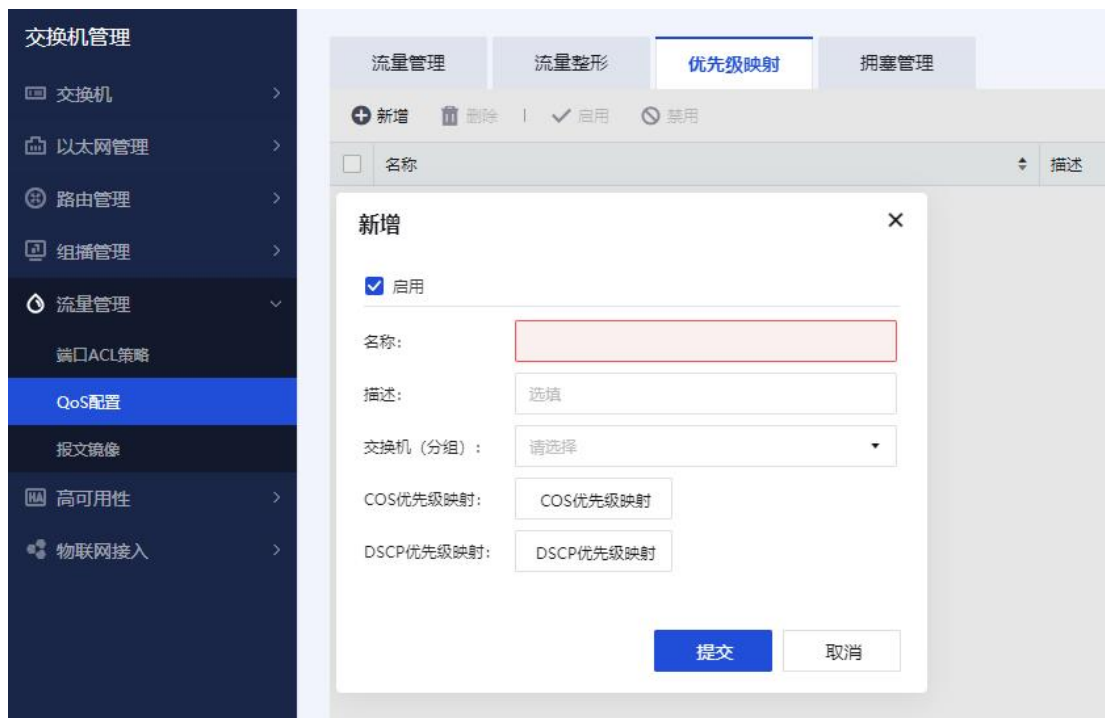 交换机管理
交换机
以太网管理
路由管理
组播管理
流量管理
端口ACL策略
QoS配置
报文镜像
HA 高可用性
物联网接入
流量管理 流量整形 优先级映射 拥塞管理
新增 删除 启用 禁用
名称 描述
新增
启用
名称:
描述: 选填
交换机（分组）: 请选择
COS优先级映射: COS优先级映射
DSCP优先级映射: DSCP优先级映射
提交 取消